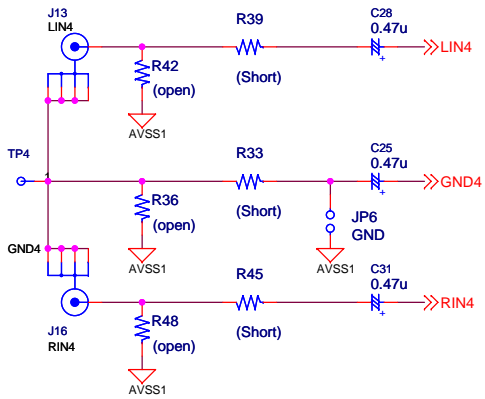 J13
LIN4
R39
C28
0.47u
LIN4
R42
(open)
(Short)
+
AVSS1
TP4
1
R33
C25
0.47u
GND4
R36
(open)
(Short)
+
JP6
GND
GND4
AVSS1
AVSS1
R45
C31
0.47u
RIN4
J16
RIN4
R48
(open)
(Short)
+
AVSS1